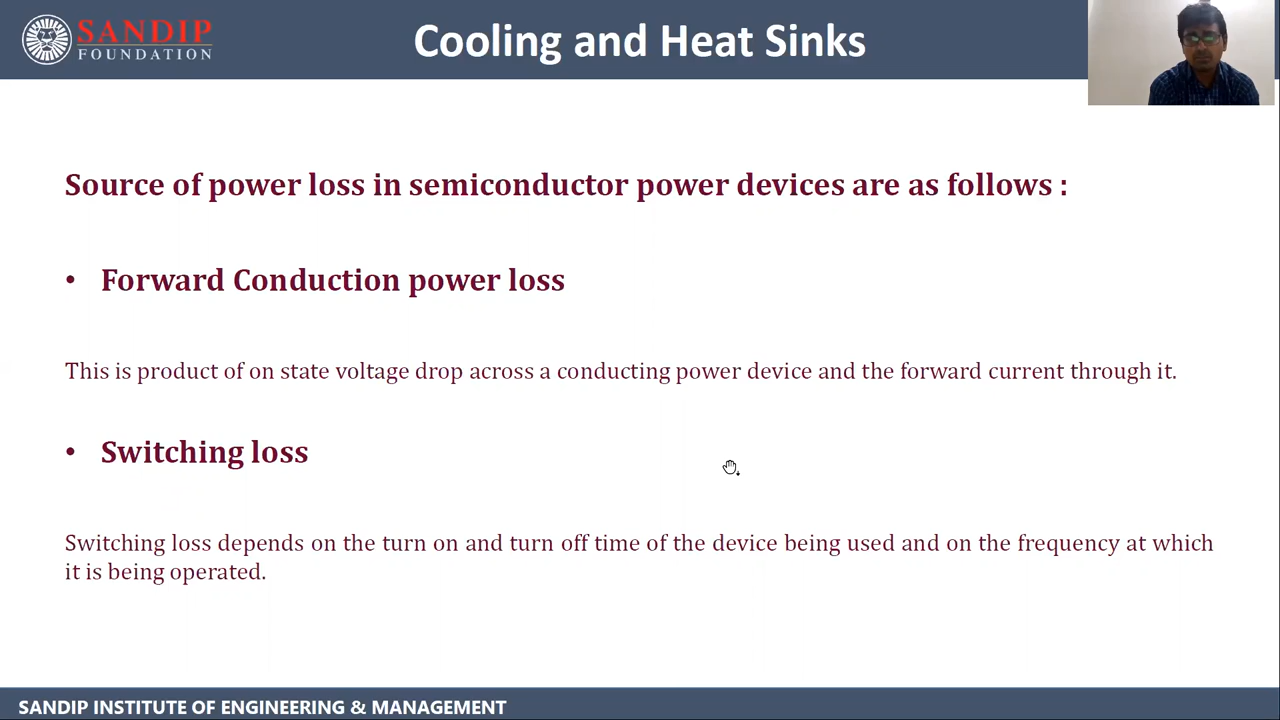 SANDIP
FOUNDATION
Cooling and Heat Sinks
Source of power loss in semiconductor power devices are as follows :
• Forward Conduction power loss
This is product of on state voltage drop across a conducting power device and the forward current through it.
• Switching loss
Switching loss depends on the turn on and turn off time of the device being used and on the frequency at which
it is being operated.
SANDIP INSTITUTE OF ENGINEERING & MANAGEMENT